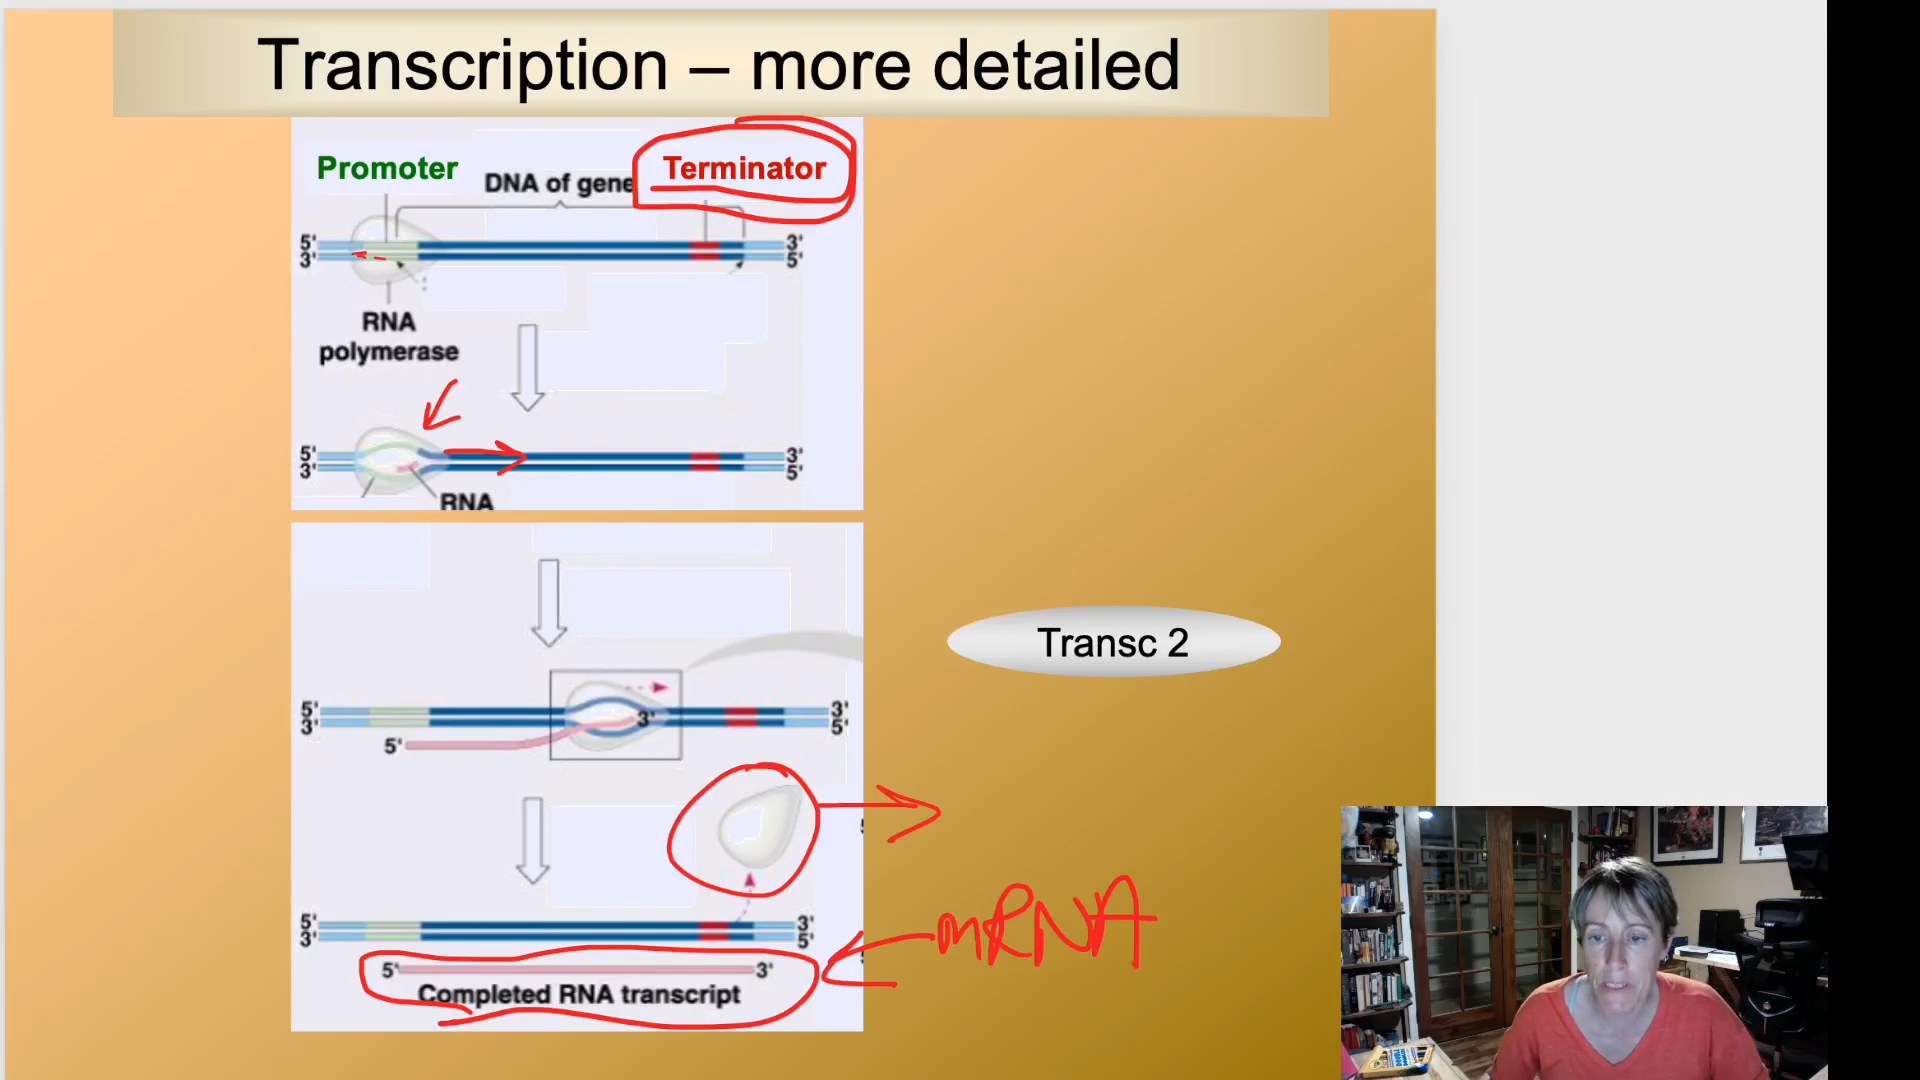 Transcription – more detailed
Promoter
DNA of gene
Terminator
5' 3'
3' 5'
RNA
polymerase
5' 3'
3' 5'
RNA
Transc 2
5' 3'
3' 3' 5'
5'
mRNA
5' 3'
3' 5'
5' 3'
Completed RNA transcript